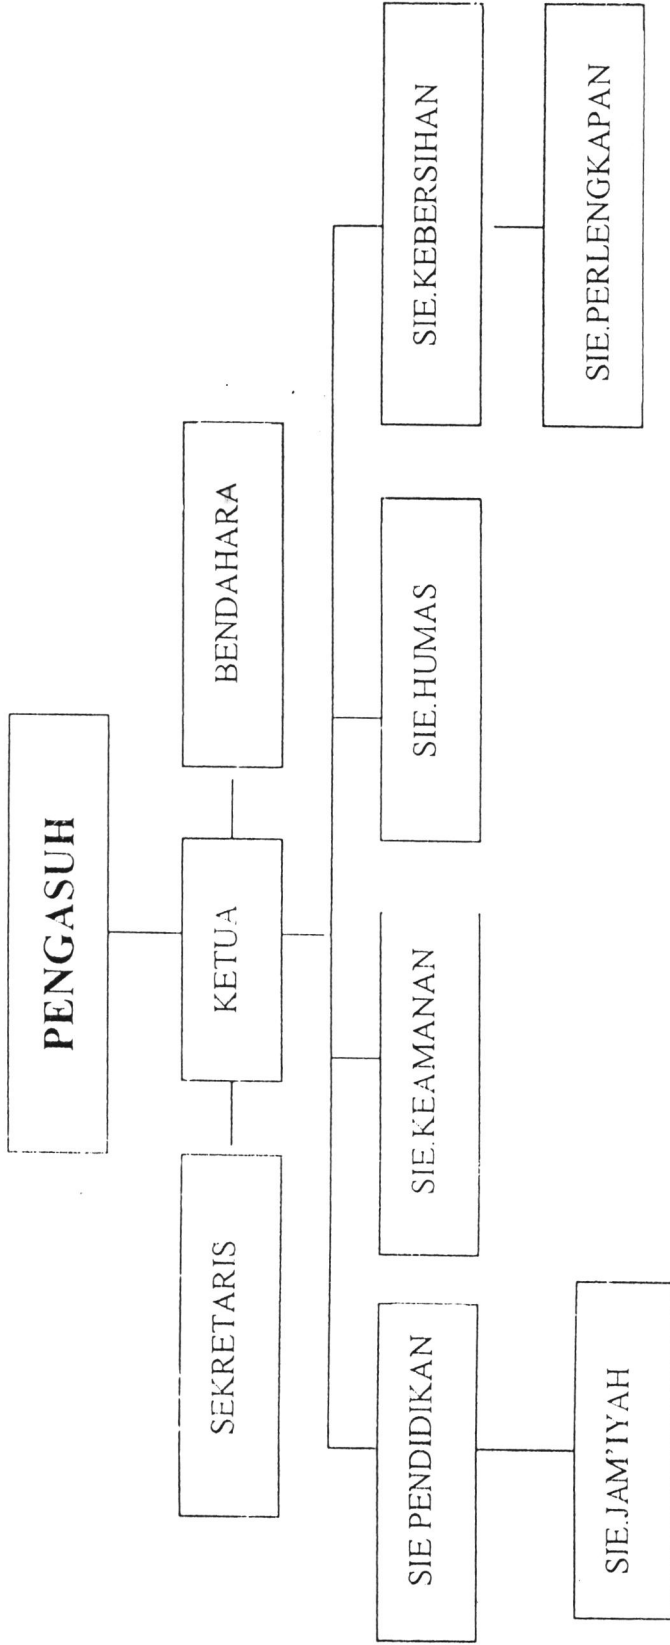 PENGASUH
SEKRETARIS
KETUA
BENDAHARA
SIE PENDIDIKAN
SIE.KEAMANAN
SIE.HUMAS
SIE.KEBERSIHAN
SIE.JAM'IYAH
SIE.PERLENGKAPAN